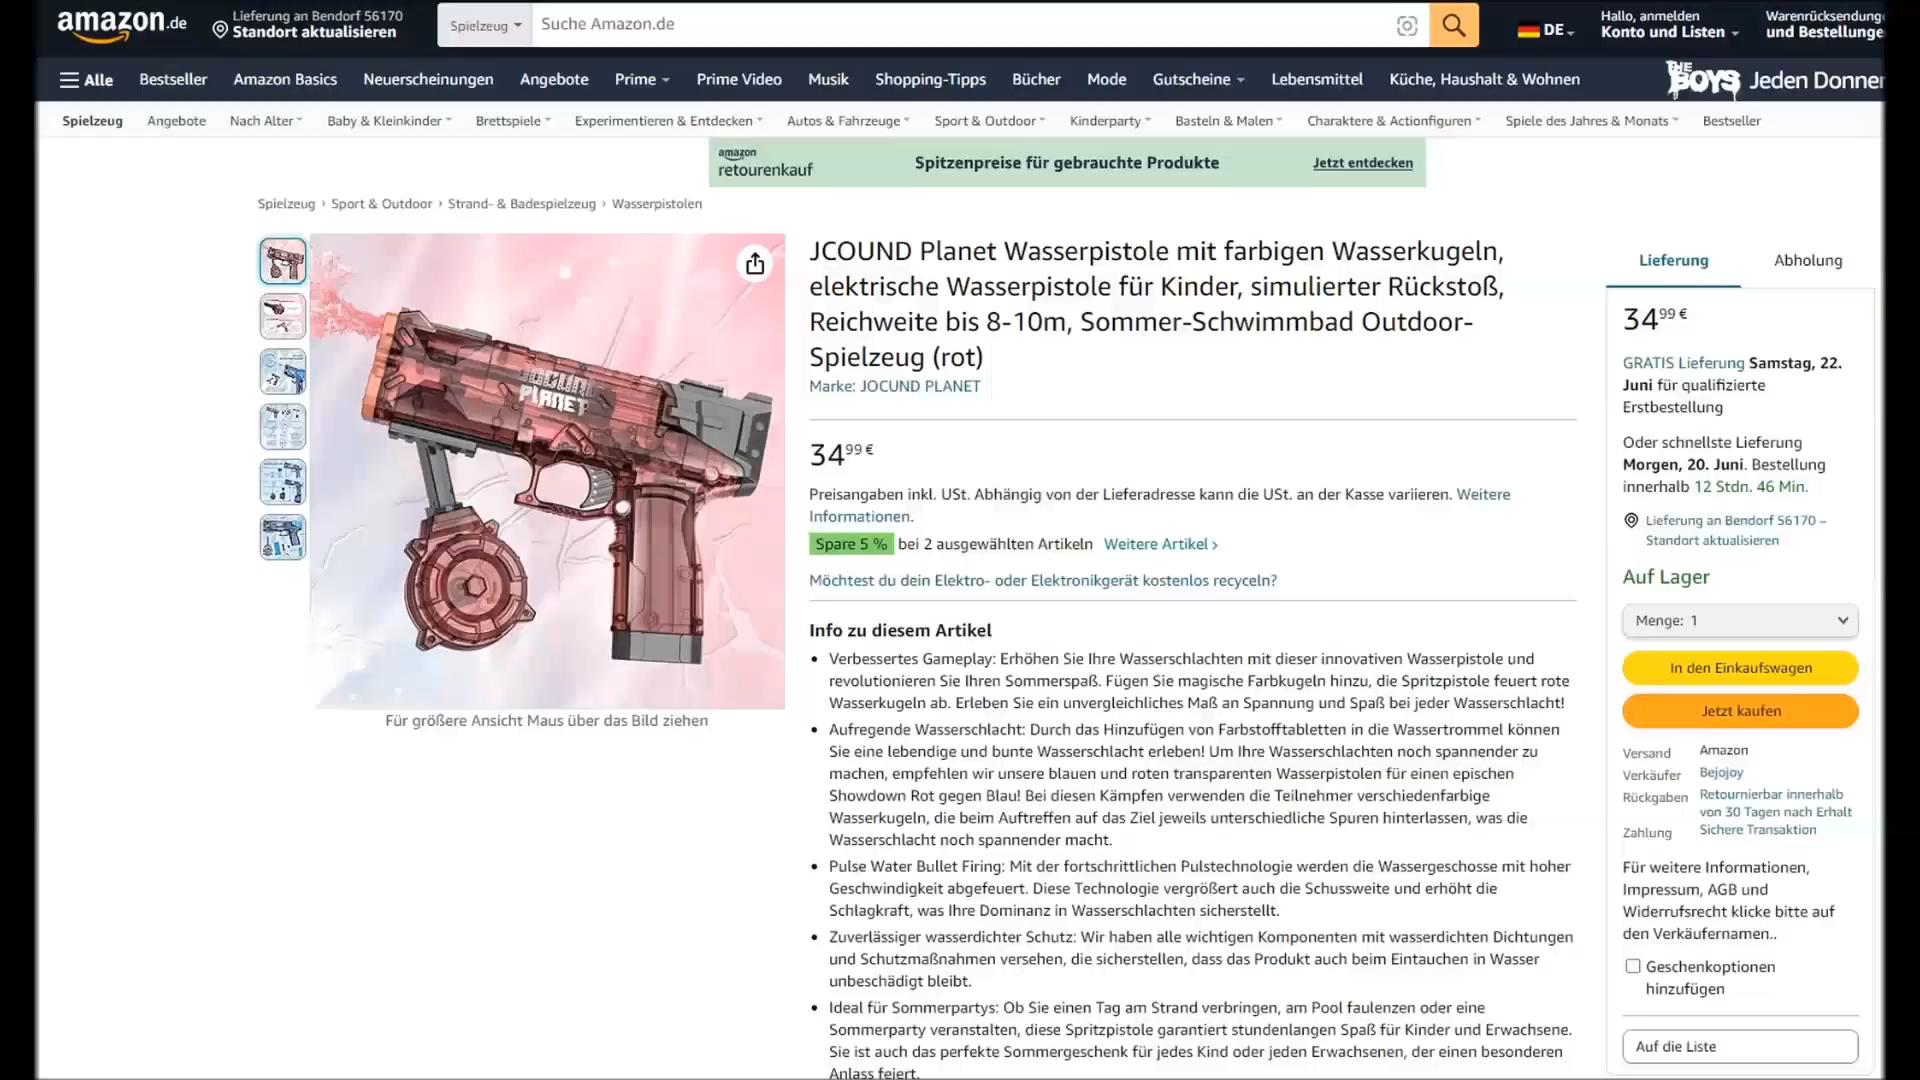 amazon.de
Lieferung an Bendorf 56170
Standort aktualisieren
Spielzeug
Suche Amazon.de
DE
Hallo, anmelden
Konto und Listen
Warenrücksendung
und Bestellunge
Alle
Bestseller
Amazon Basics
Neuerscheinungen
Angebote
Prime
Prime Video
Musik
Shopping-Tipps
Bücher
Mode
Gutscheine
Lebensmittel
Küche, Haushalt & Wohnen
THE BOYS Jeden Donner
Spielzeug
Angebote
Nach Alter
Baby & Kleinkinder
Brettspiele
Experimentieren & Entdecken
Autos & Fahrzeuge
Sport & Outdoor
Kinderparty
Basteln & Malen
Charaktere & Actionfiguren
Spiele des Jahres & Monats
Bestseller
amazon
retourenkauf
Spitzenpreise für gebrauchte Produkte
Jetzt entdecken
Spielzeug › Sport & Outdoor › Strand- & Badespielzeug › Wasserpistolen
JOCUND
PLANET
Für größere Ansicht Maus über das Bild ziehen
JCOUND Planet Wasserpistole mit farbigen Wasserkugeln,
elektrische Wasserpistole für Kinder, simulierter Rückstoß,
Reichweite bis 8-10m, Sommer-Schwimmbad Outdoor-
Spielzeug (rot)
Marke: JOCUND PLANET
34⁹⁹ €
Preisangaben inkl. USt. Abhängig von der Lieferadresse kann die USt. an der Kasse variieren. Weitere
Informationen.
Spare 5 % bei 2 ausgewählten Artikeln Weitere Artikel ›
Möchtest du dein Elektro- oder Elektronikgerät kostenlos recyceln?
Info zu diesem Artikel
• Verbessertes Gameplay: Erhöhen Sie Ihre Wasserschlachten mit dieser innovativen Wasserpistole und
revolutionieren Sie Ihren Sommerspaß. Fügen Sie magische Farbkugeln hinzu, die Spritzpistole feuert rote
Wasserkugeln ab. Erleben Sie ein unvergleichliches Maß an Spannung und Spaß bei jeder Wasserschlacht!
• Aufregende Wasserschlacht: Durch das Hinzufügen von Farbstofftabletten in die Wassertrommel können
Sie eine lebendige und bunte Wasserschlacht erleben! Um Ihre Wasserschlachten noch spannender zu
machen, empfehlen wir unsere blauen und roten transparenten Wasserpistolen für einen epischen
Showdown Rot gegen Blau! Bei diesen Kämpfen verwenden die Teilnehmer verschiedenfarbige
Wasserkugeln, die beim Auftreffen auf das Ziel jeweils unterschiedliche Spuren hinterlassen, was die
Wasserschlacht noch spannender macht.
• Pulse Water Bullet Firing: Mit der fortschrittlichen Pulstechnologie werden die Wassergeschosse mit hoher
Geschwindigkeit abgefeuert. Diese Technologie vergrößert auch die Schussweite und erhöht die
Schlagkraft, was Ihre Dominanz in Wasserschlachten sicherstellt.
• Zuverlässiger wasserdichter Schutz: Wir haben alle wichtigen Komponenten mit wasserdichten Dichtungen
und Schutzmaßnahmen versehen, die sicherstellen, dass das Produkt auch beim Eintauchen in Wasser
unbeschädigt bleibt.
• Ideal für Sommerpartys: Ob Sie einen Tag am Strand verbringen, am Pool faulenzen oder eine
Sommerparty veranstalten, diese Spritzpistole garantiert stundenlangen Spaß für Kinder und Erwachsene.
Sie ist auch das perfekte Sommergeschenk für jedes Kind oder jeden Erwachsenen, der einen besonderen
Anlass feiert.
Lieferung
Abholung
34⁹⁹ €
GRATIS Lieferung Samstag, 22.
Juni für qualifizierte
Erstbestellung
Oder schnellste Lieferung
Morgen, 20. Juni. Bestellung
innerhalb 12 Stdn. 46 Min.
Lieferung an Bendorf 56170 –
Standort aktualisieren
Auf Lager
Menge: 1
In den Einkaufswagen
Jetzt kaufen
Versand Amazon
Verkäufer Bejojoy
Rückgaben Retournierbar innerhalb
von 30 Tagen nach Erhalt
Zahlung Sichere Transaktion
Für weitere Informationen,
Impressum, AGB und
Widerrufsrecht klicke bitte auf
den Verkäufernamen..
Geschenkoptionen
hinzufügen
Auf die Liste